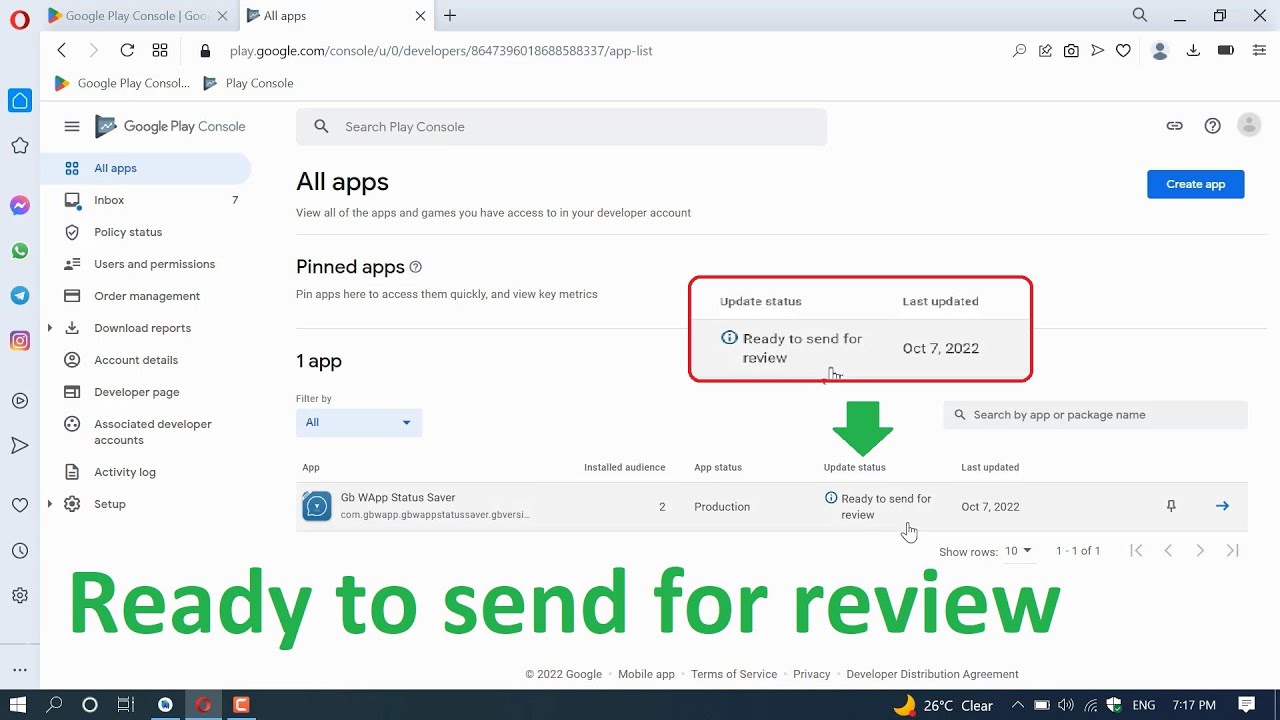 Google Play Console | Goo
All apps
play.google.com/console/u/0/developers/8647396018688588337/app-list
Google Play Consol...
Play Console
Google Play Console
Search Play Console
All apps
Inbox
7
Policy status
Users and permissions
Order management
Download reports
Account details
Developer page
Associated developer
accounts
Activity log
Setup
All apps
Create app
View all of the apps and games you have access to in your developer account
Pinned apps
Pin apps here to access them quickly, and view key metrics
Update status
Last updated
Ready to send for
review
Oct 7, 2022
1 app
Filter by
All
Search by app or package name
App
Installed audience
App status
Update status
Last updated
Gb WApp Status Saver
com.gbwapp.gbwappstatussaver.gbversi...
2
Production
Ready to send for
review
Oct 7, 2022
Show rows:
10
1 - 1 of 1
Ready to send for review
© 2022 Google · Mobile app · Terms of Service · Privacy · Developer Distribution Agreement
26°C Clear
ENG
7:17 PM